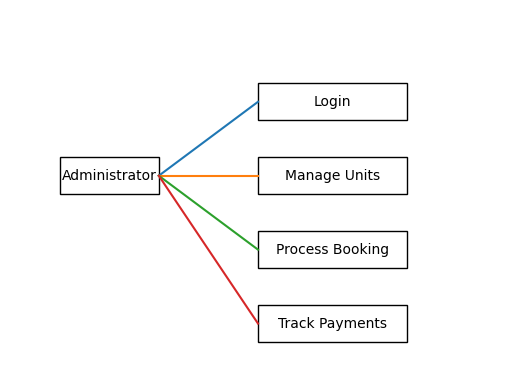 Login
Administrator
Manage Units
Process Booking
Track Payments